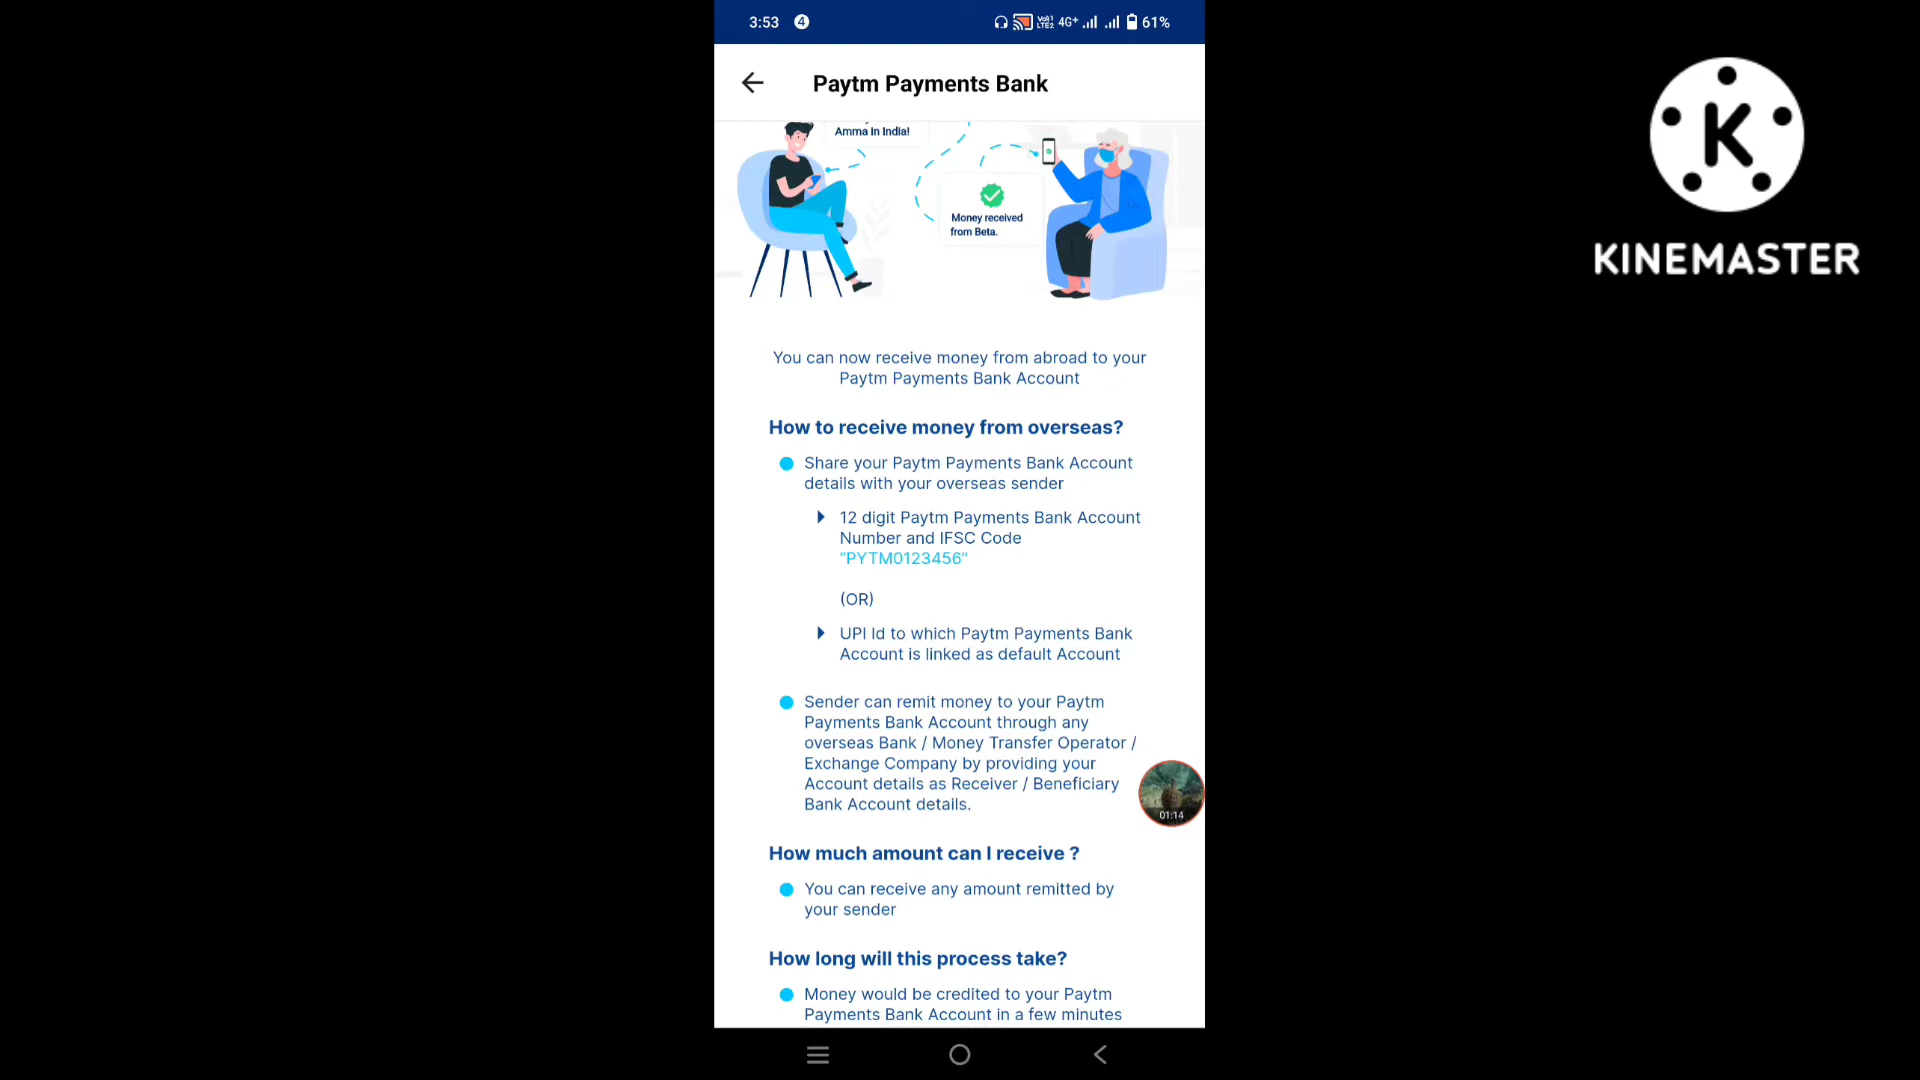 3:53 4 4G+ 61%
Paytm Payments Bank
KINEMASTER
Amma in India!
Money received
from Beta.
You can now receive money from abroad to your
Paytm Payments Bank Account
How to receive money from overseas?
Share your Paytm Payments Bank Account
details with your overseas sender
12 digit Paytm Payments Bank Account
Number and IFSC Code
“PYTM0123456”
(OR)
UPI Id to which Paytm Payments Bank
Account is linked as default Account
Sender can remit money to your Paytm
Payments Bank Account through any
overseas Bank / Money Transfer Operator /
Exchange Company by providing your
Account details as Receiver / Beneficiary
Bank Account details.
01:14
How much amount can I receive ?
You can receive any amount remitted by
your sender
How long will this process take?
Money would be credited to your Paytm
Payments Bank Account in a few minutes